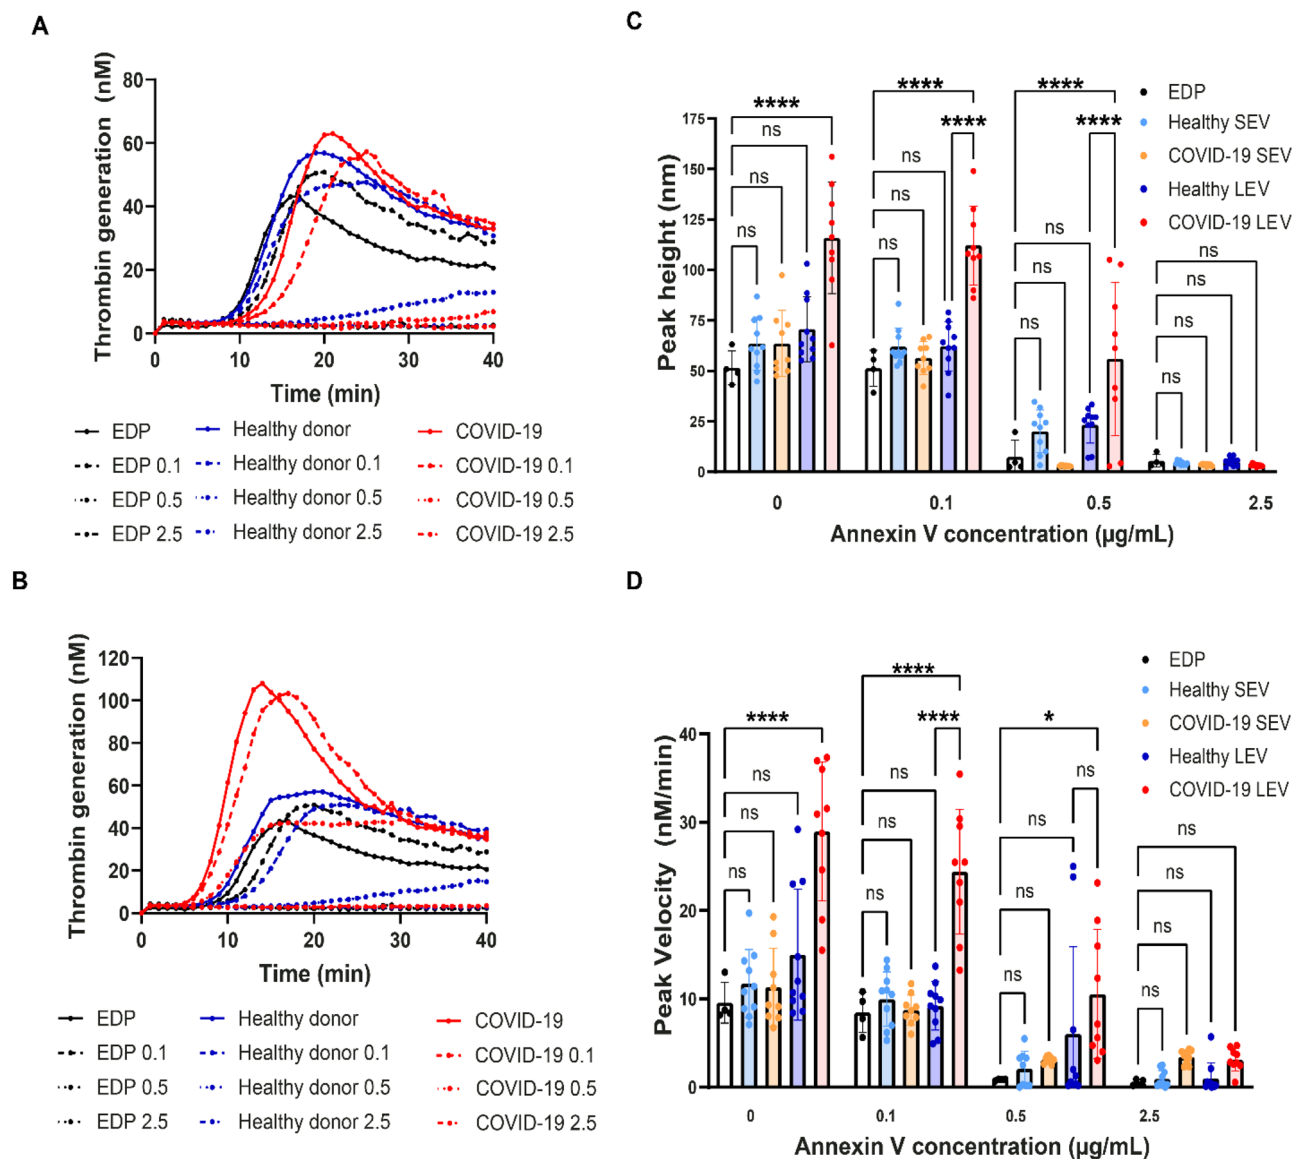 A
Thrombin generation (nM)
80
60
40
20
0
0 10 20 30 40
Time (min)
EDP Healthy donor COVID-19
EDP 0.1 Healthy donor 0.1 COVID-19 0.1
EDP 0.5 Healthy donor 0.5 COVID-19 0.5
EDP 2.5 Healthy donor 2.5 COVID-19 2.5
C
Peak height (nm)
175
150
125
100
75
50
25
0
**** ns ns ns ns
**** **** ns ns ns
**** **** ns ns ns
ns ns ns ns
EDP
Healthy SEV
COVID-19 SEV
Healthy LEV
COVID-19 LEV
0 0.1 0.5 2.5
Annexin V concentration (µg/mL)
B
Thrombin generation (nM)
120
100
80
60
40
20
0
0 10 20 30 40
Time (min)
EDP Healthy donor COVID-19
EDP 0.1 Healthy donor 0.1 COVID-19 0.1
EDP 0.5 Healthy donor 0.5 COVID-19 0.5
EDP 2.5 Healthy donor 2.5 COVID-19 2.5
D
Peak Velocity (nM/min)
40
30
20
10
0
**** ns ns ns
**** **** ns ns ns
* ns ns ns ns
ns ns ns ns
EDP
Healthy SEV
COVID-19 SEV
Healthy LEV
COVID-19 LEV
0 0.1 0.5 2.5
Annexin V concentration (µg/mL)